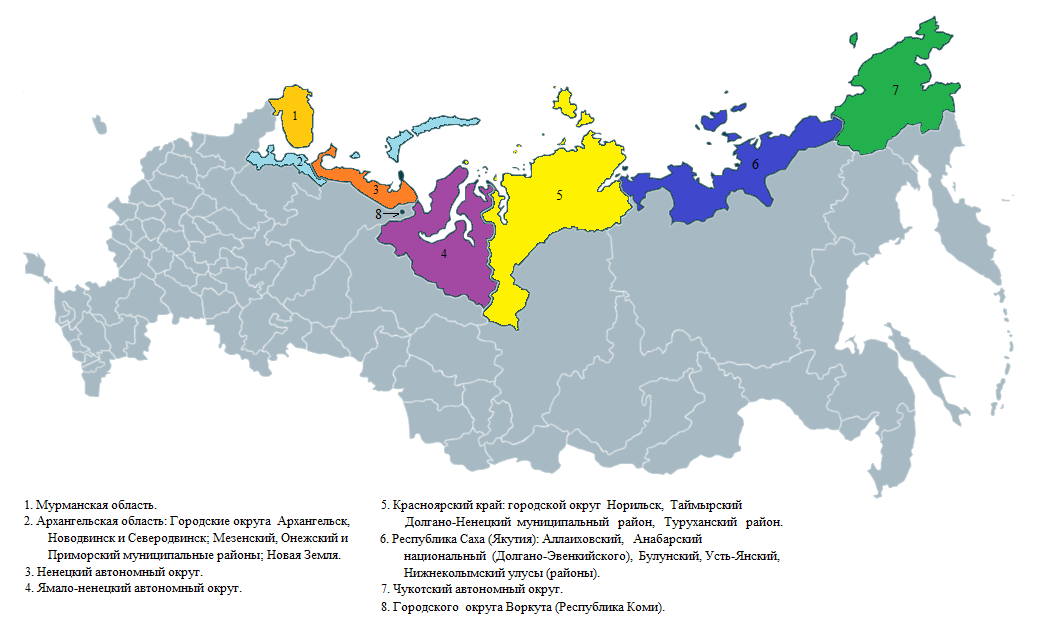 1
2
3
8
4
5
6
7
1. Мурманская область.
2. Архангельская область: Городские округа Архангельск,
Новодвинск и Северодвинск; Мезенский, Онежский и
Приморский муниципальные районы; Новая Земля.
3. Ненецкий автономный округ.
4. Ямало-ненецкий автономный округ.
5. Красноярский край: городской округ Норильск, Таймырский
Долгано-Ненецкий муниципальный район, Туруханский район.
6. Республика Саха (Якутия): Аллаиховский, Анабарский
национальный (Долгано-Эвенкийского), Булунский, Усть-Янский,
Нижнеколымский улусы (районы).
7. Чукотский автономный округ.
8. Городского округа Воркута (Республика Коми).